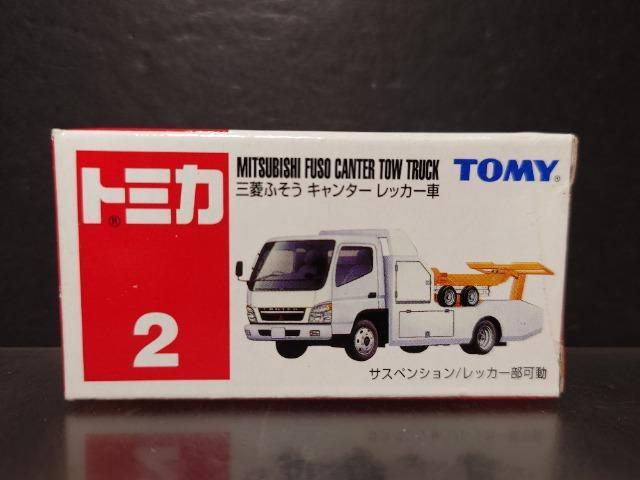 トミカ®
2
MITSUBISHI FUSO CANTER TOW TRUCK
三菱ふそう キャンター レッカー車
TOMY®
CANTER
サスペンション/レッカー部可動